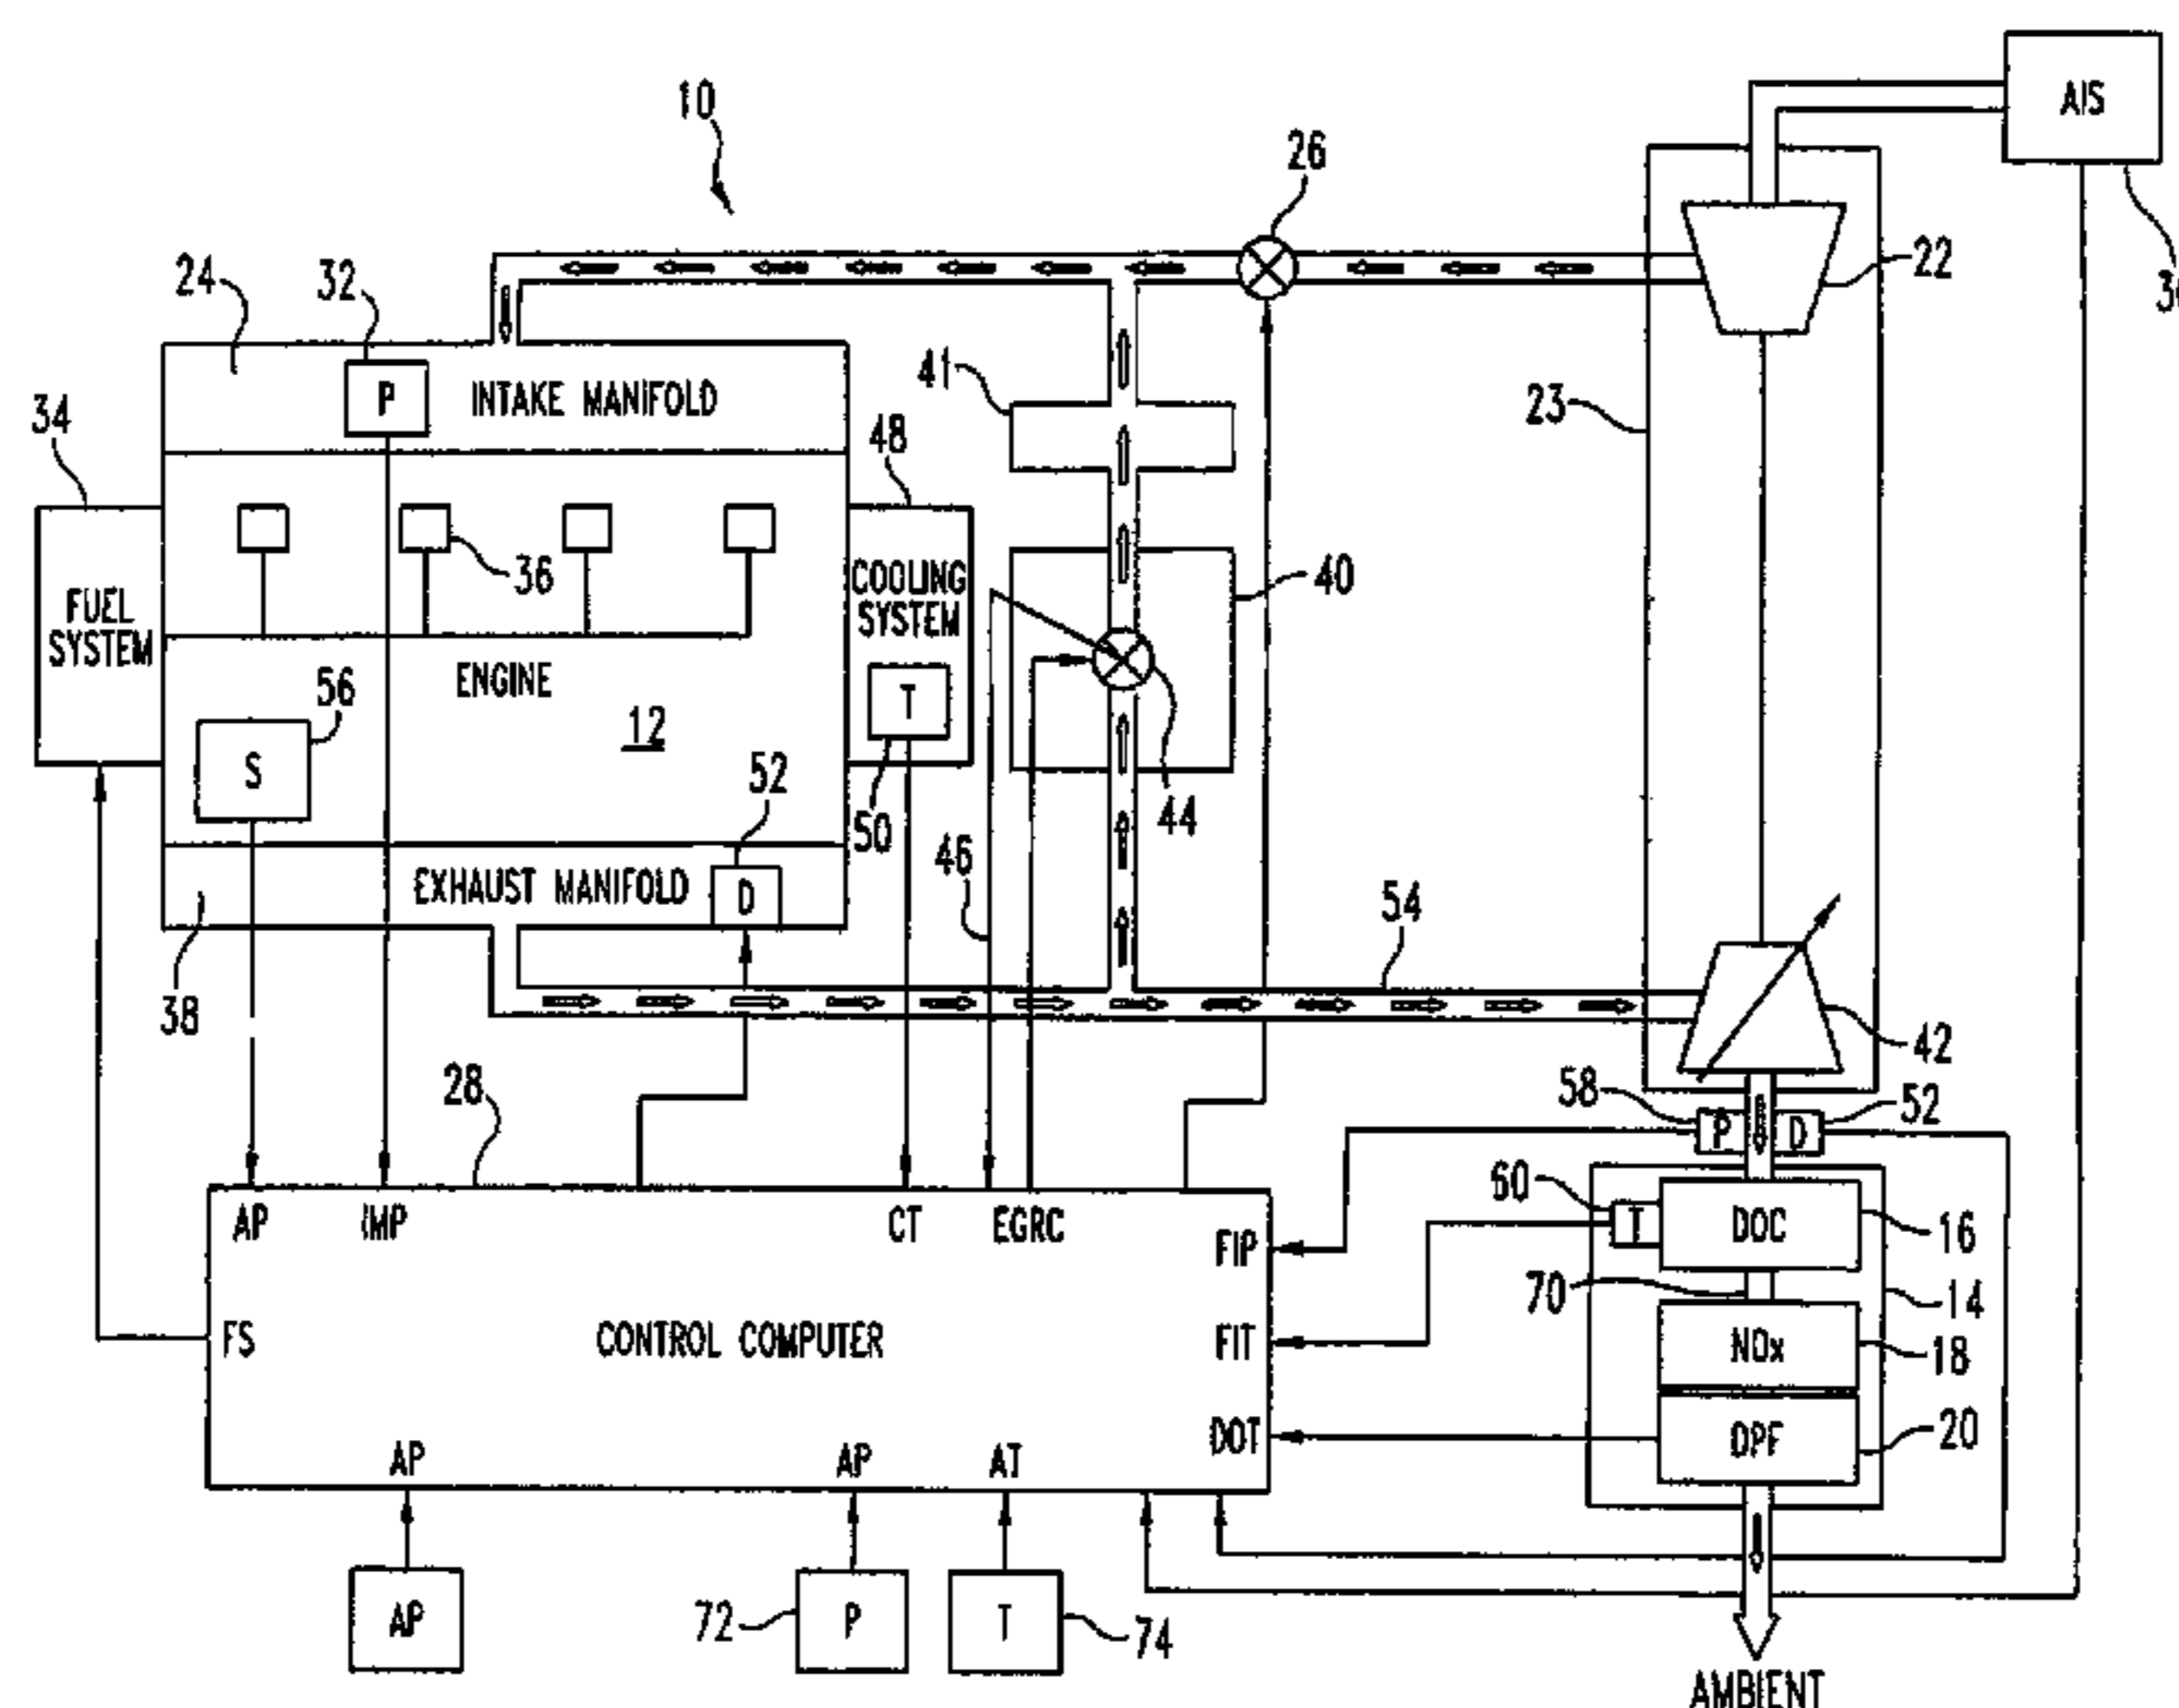 10
AIS
26
24
32
22
3
P
INTAKE MANIFOLD
41
23
34
48
36
FUEL
SYSTEM
COOLING
SYSTEM
40
ENGINE
56
T
12
S
52
50
44
46
EXHAUST MANIFOLD
D
54
38
42
28
58
P
D
52
60
T
DOC
16
AP
IMP
CT
EGRC
FIP
70
14
FS
CONTROL COMPUTER
FIT
NOx
18
AP
AP
AT
DOT
DPF
20
AP
72
P
T
74
AMBIENT